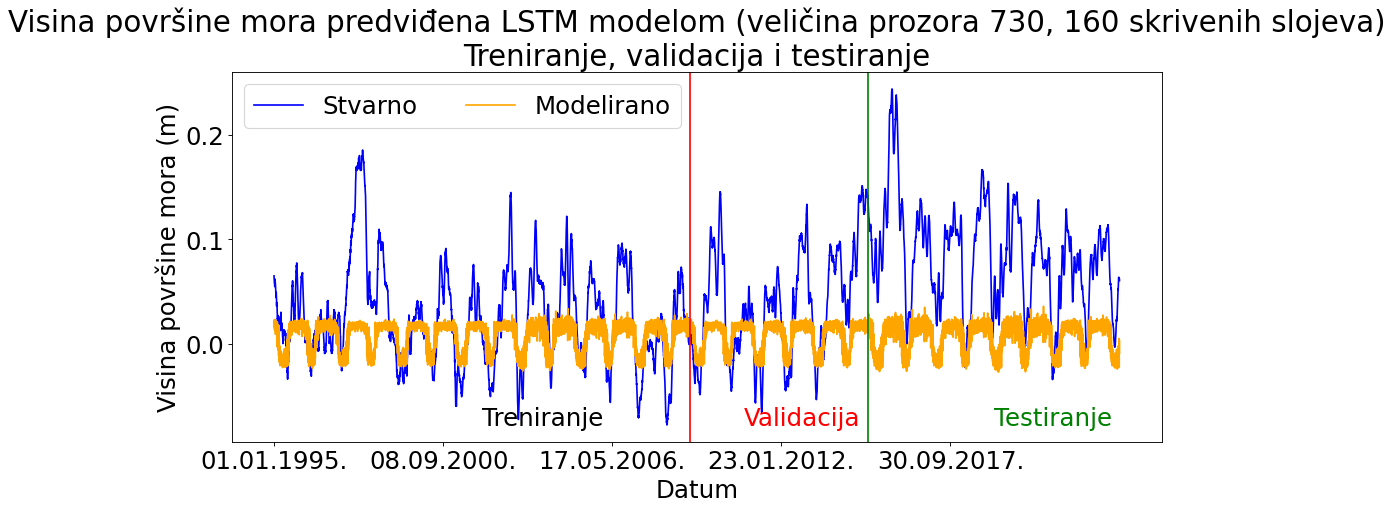 Visina površine mora predviđena LSTM modelom (veličina prozora 730, 160 skrivenih slojeva)
Treniranje, validacija i testiranje
Stvarno
Modelirano
Visina površine mora (m)
0.2
0.1
0.0
Treniranje
Validacija
Testiranje
01.01.1995.
08.09.2000.
17.05.2006.
23.01.2012.
30.09.2017.
Datum